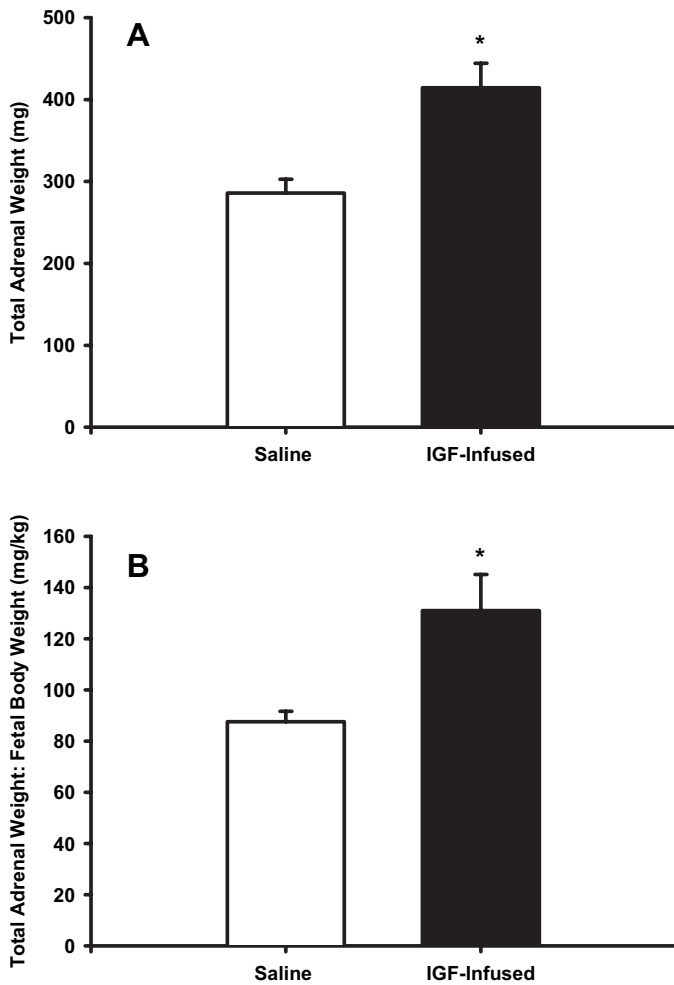 A
*
Total Adrenal Weight (mg)
500
400
300
200
100
0
Saline IGF-Infused
B
*
Total Adrenal Weight: Fetal Body Weight (mg/kg)
160
140
120
100
80
60
40
20
0
Saline IGF-Infused